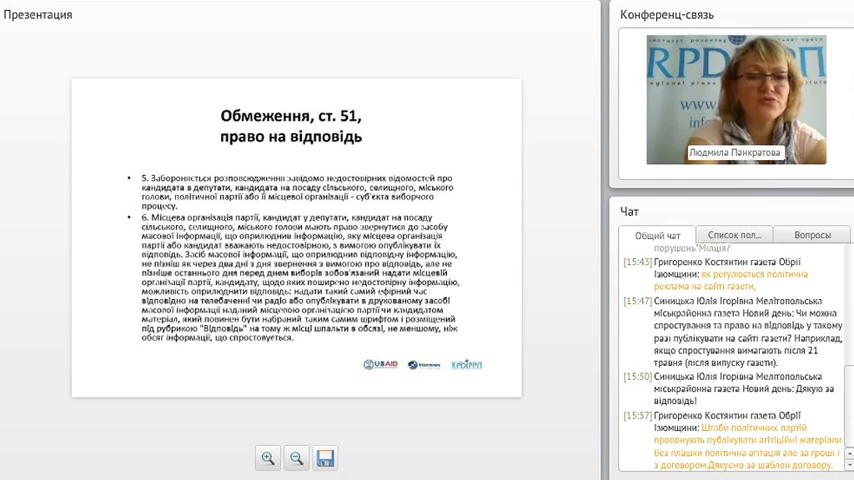 Презентация
Обмеження, ст. 51,
право на відповідь
5. Забороняється розповсюдження завідомо недостовірних відомостей про
кандидата в депутати, кандидата на посаду сільського, селищного, міського
голови, політичної партії або її місцевої організації - суб'єкта виборчого
процесу.
6. Місцева організація партії, кандидат у депутати, кандидат на посаду
сільського, селищного, міського голови мають право звернутися до засобу
масової інформації, що оприлюднив інформацію, яку місцева організація
партії або кандидат вважають недостовірною, з вимогою опублікувати їх
відповідь. Засіб масової інформації, що оприлюднив відповідну інформацію,
не пізніш як через два дні з дня звернення з вимогою про відповідь, але не
пізніше останнього дня перед днем виборів зобов'язаний надати місцевій
організації партії, кандидату, щодо яких поширено недостовірну інформацію,
можливість оприлюднити відповідь: надати такий самий ефірний час
відповідно на телебаченні чи радіо або опублікувати в друкованому засобі
масової інформації наданий місцевою організацією партії чи кандидатом
матеріал, який повинен бути набраний таким самим шрифтом і розміщений
під рубрикою "Відповідь" на тому ж місці шпальти в обсязі, не меншому, ніж
обсяг інформації, що спростовується.
USAID
Internews
Конференц-связь
www.
Людмила Панкратова
Чат
Общий чат
Список пол...
Вопросы
порушень"Міліція?
[15:43] Григоренко Костянтин газета Обрії
Ізюмщини: як регулюється політична
реклама на сайті газети,
[15:47] Синицька Юлія Ігорівна Мелітопольська
міськрайонна газета Новий день: Чи можна
спростування та право на відповідь у такому
разі публікувати на сайті газети? Наприклад,
якщо спростування вимагають після 21
травня (після випуску газети).
[15:50] Синицька Юлія Ігорівна Мелітопольська
міськрайонна газета Новий день: Дякую за
відповідь!
[15:57] Григоренко Костянтин газета Обрії
Ізюмщини: Штаби політичних партій
пропонують публікувати агітіційні матеріали
без плашки політична агітація але за гроші і
з договором.Дякуємо за шаблон договору.